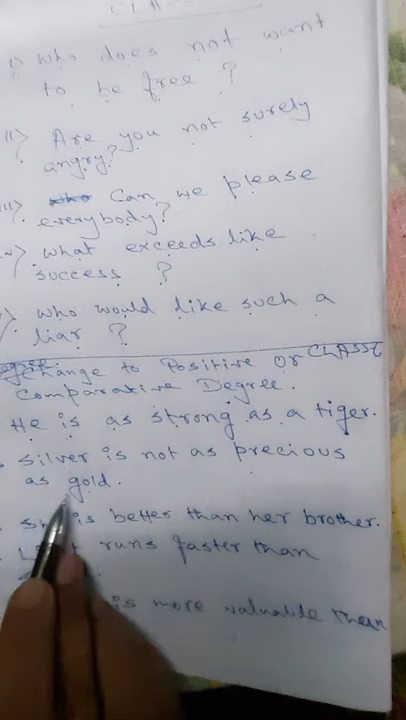 i) Who does not want
to be free ?
ii) Are you not surely
angry?
iii) Can we please
everybody?
What exceeds like
success ?
Who would like such a
liar ?
Change to Positive or CLASS
Comparative Degree.
He is as strong as a tiger.
Silver is not as precious
as gold.
is better than her brother.
runs faster than
is more valuable than